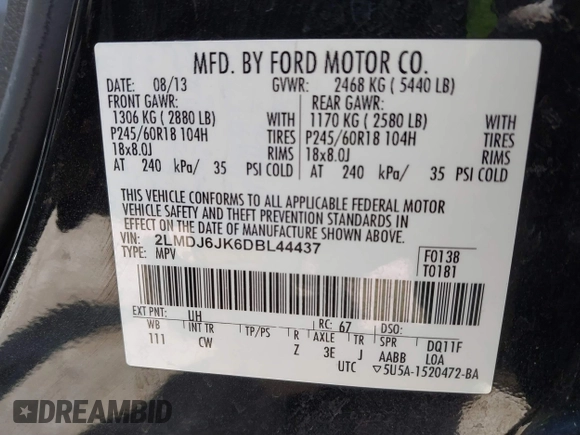 MFD. BY FORD MOTOR CO.
DATE: 08/13 GVWR: 2468 KG ( 5440 LB)
FRONT GAWR: REAR GAWR:
1306 KG ( 2880 LB) WITH 1170 KG ( 2580 LB) WITH
P245/60R18 104H TIRES P245/60R18 104H TIRES
18x8.0J RIMS 18x8.0J RIMS
AT 240 kPa/ 35 PSI COLD AT 240 kPa/ 35 PSI COLD
THIS VEHICLE CONFORMS TO ALL APPLICABLE FEDERAL MOTOR
VEHICLE SAFETY AND THEFT PREVENTION STANDARDS IN
EFFECT ON THE DATE OF MANUFACTURE SHOWN ABOVE.
VIN: 2LMDJ6JK6DBL44437 F0138
TYPE: MPV T0181
EXT PNT: UH RC: 67 DSO:
WB INT TR TP/PS R AXLE TR SPR DQ11F
111 CW Z 3E J AABB LOA
UTC ▽5U5A-1520472-BA
DREAMBID